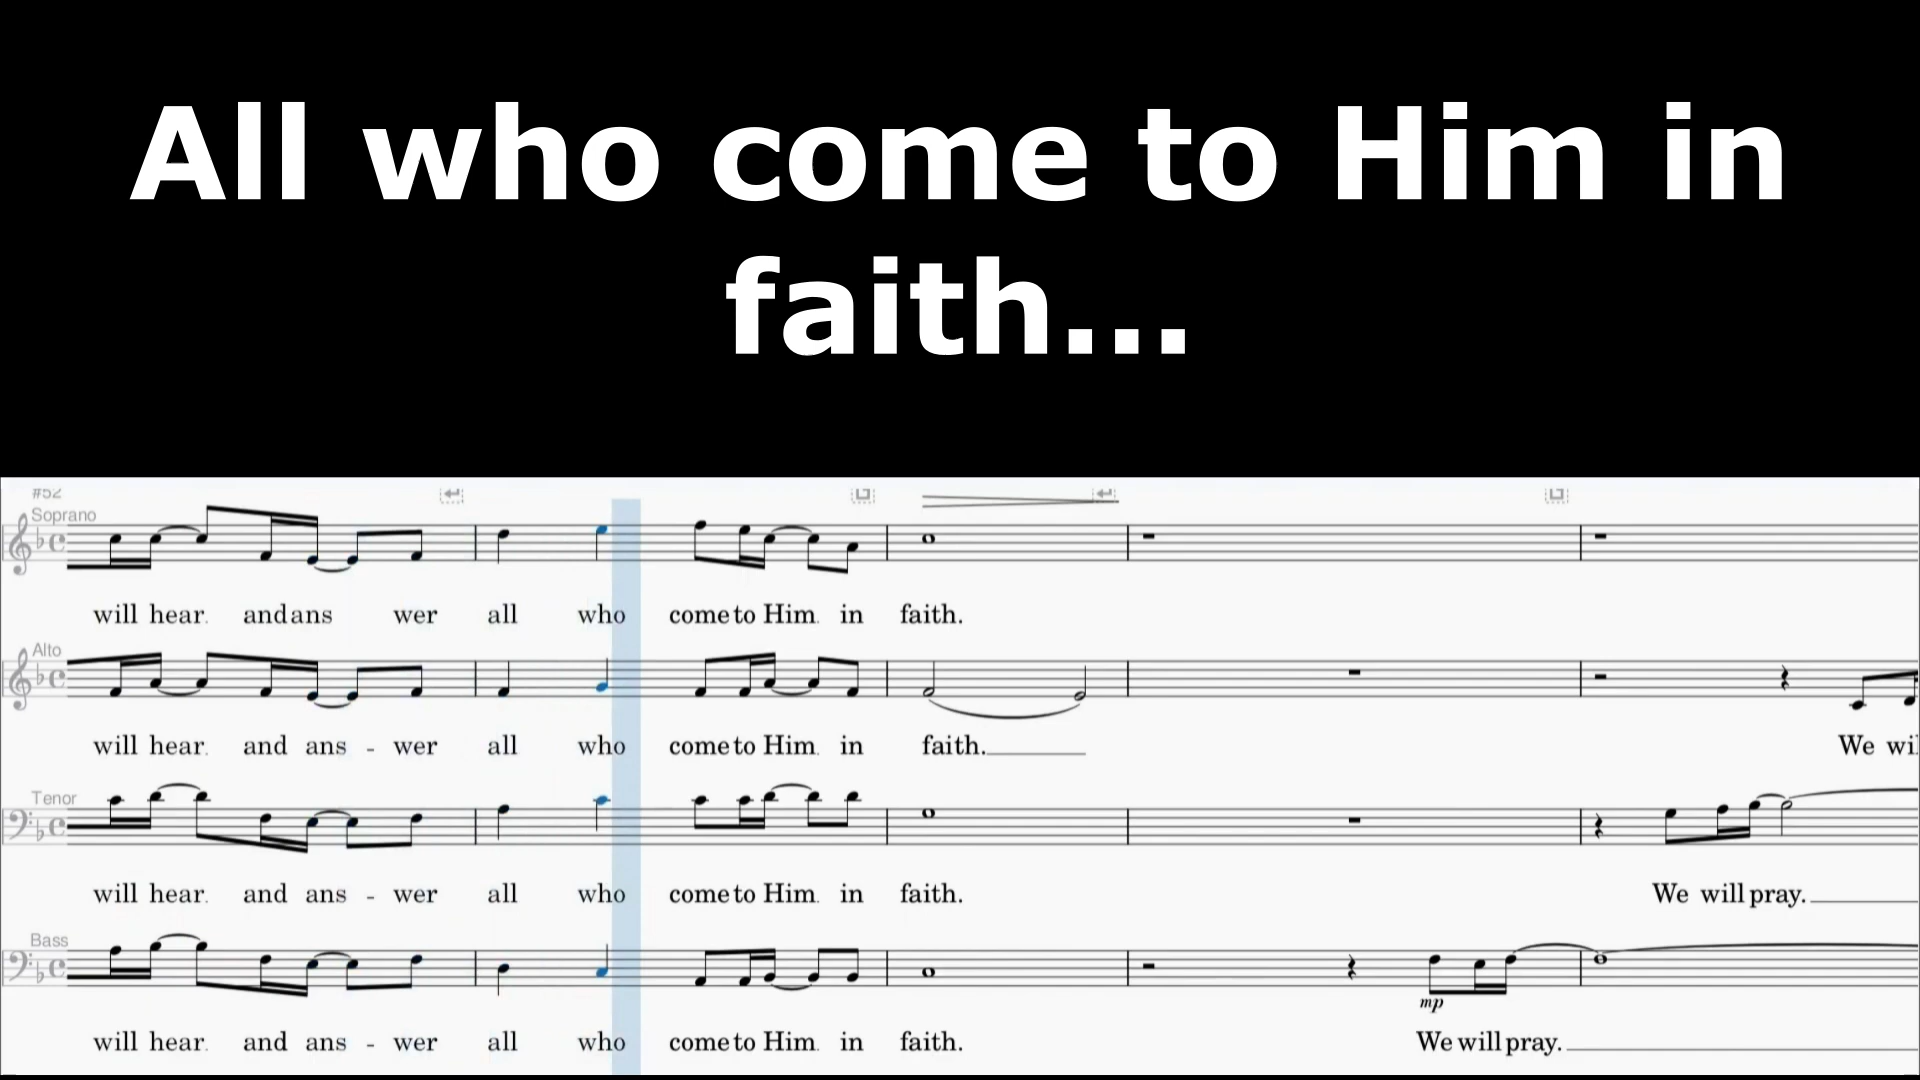 All who come to Him in
faith...
#52
Soprano
will hear. and ans wer all who come to Him. in faith.
Alto
will hear. and ans - wer all who come to Him. in faith. We wil
Tenor
will hear. and ans - wer all who come to Him. in faith. We will pray.
Bass
mp
will hear. and ans - wer all who come to Him. in faith. We will pray.